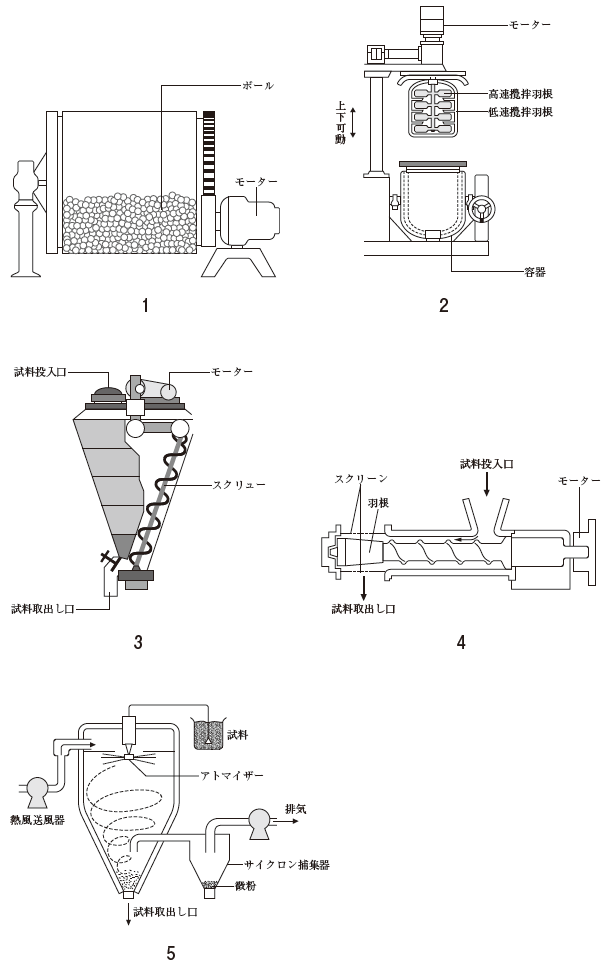 ボール
モーター
1
モーター
高速攪拌羽根
低速攪拌羽根
上下可動
容器
2
試料投入口
モーター
スクリュー
試料取出し口
3
試料投入口
スクリーン
羽根
モーター
試料取出し口
4
試料
アトマイザー
熱風送風器
排気
サイクロン捕集器
微粉
試料取出し口
5